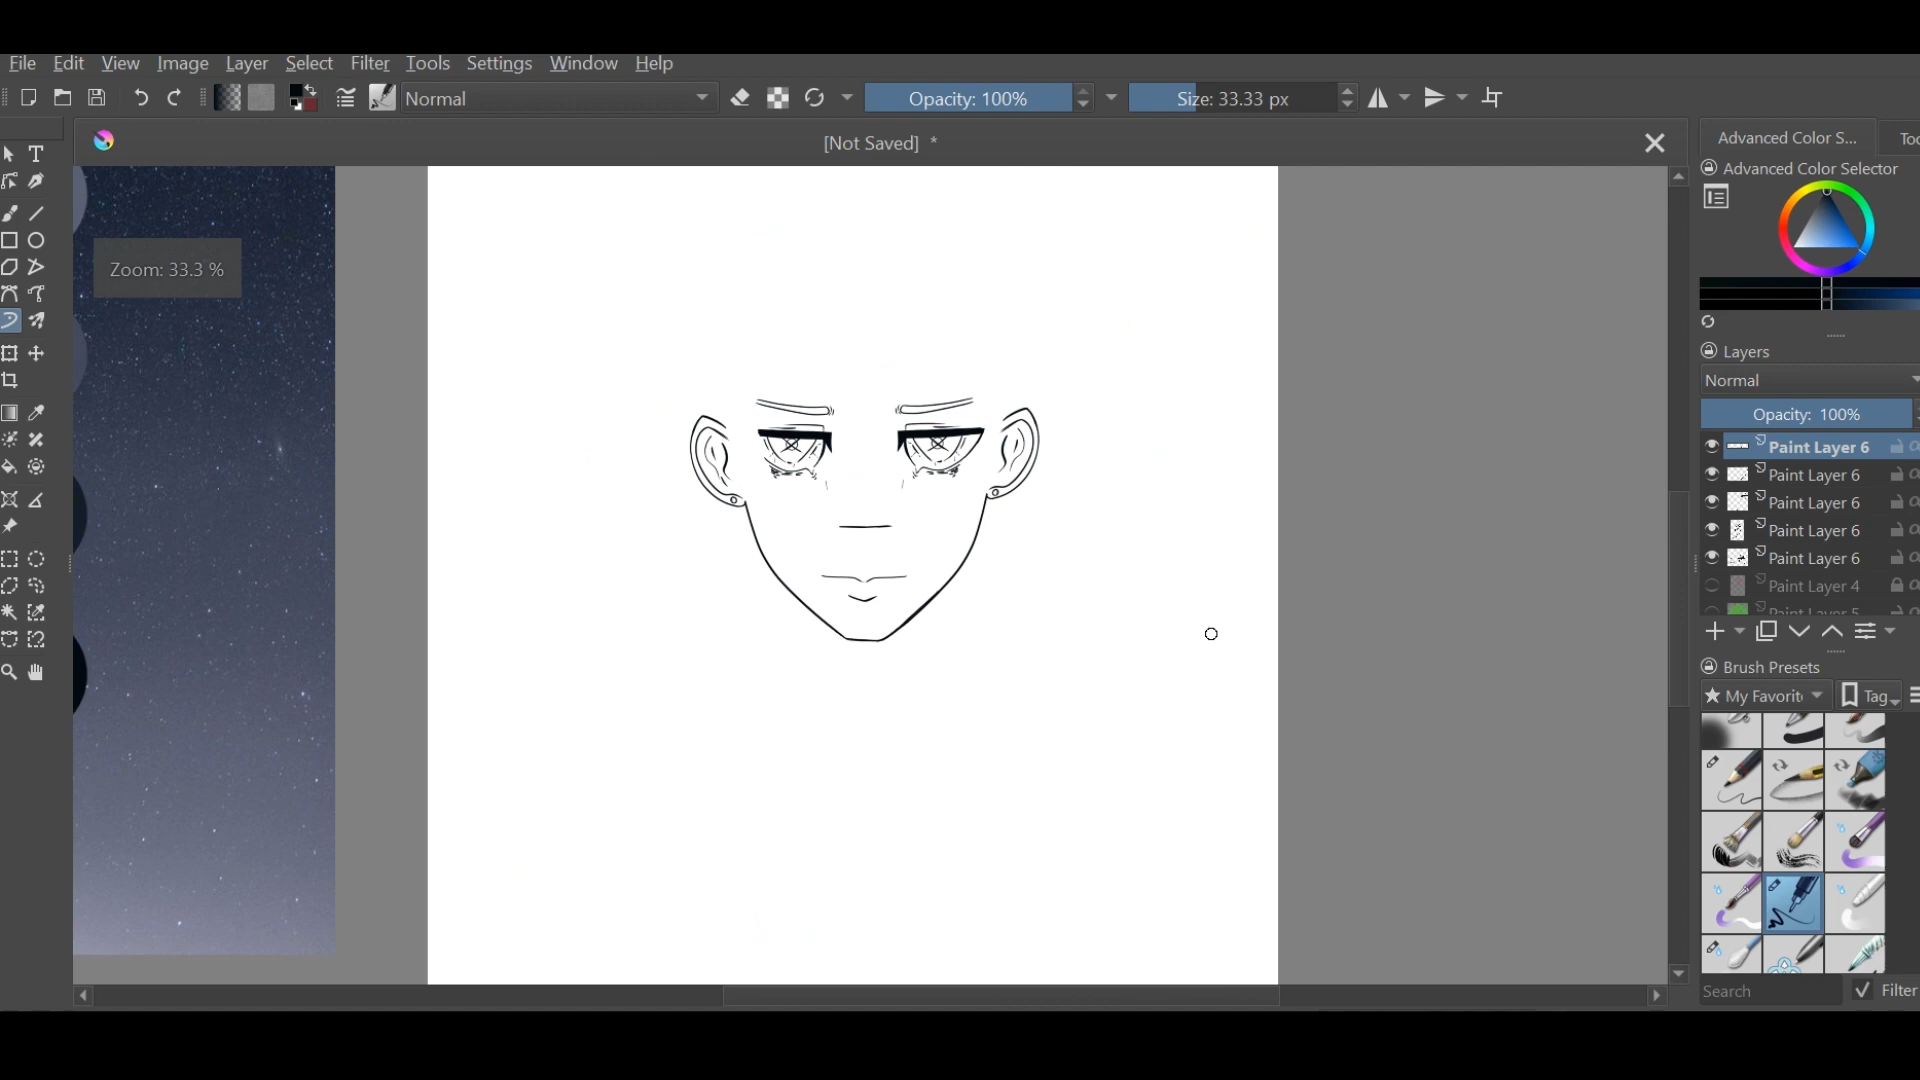 File Edit View Image Layer Select Filter Tools Settings Window Help
Normal
Opacity: 100%
Size: 33.33 px
[Not Saved] *
Zoom: 33.3 %
Advanced Color S...
Too
Advanced Color Selector
Layers
Normal
Opacity: 100%
Paint Layer 6
Paint Layer 6
Paint Layer 6
Paint Layer 6
Paint Layer 6
Paint Layer 4
Paint Layer 5
Brush Presets
My Favorit
Tag
Search
Filter